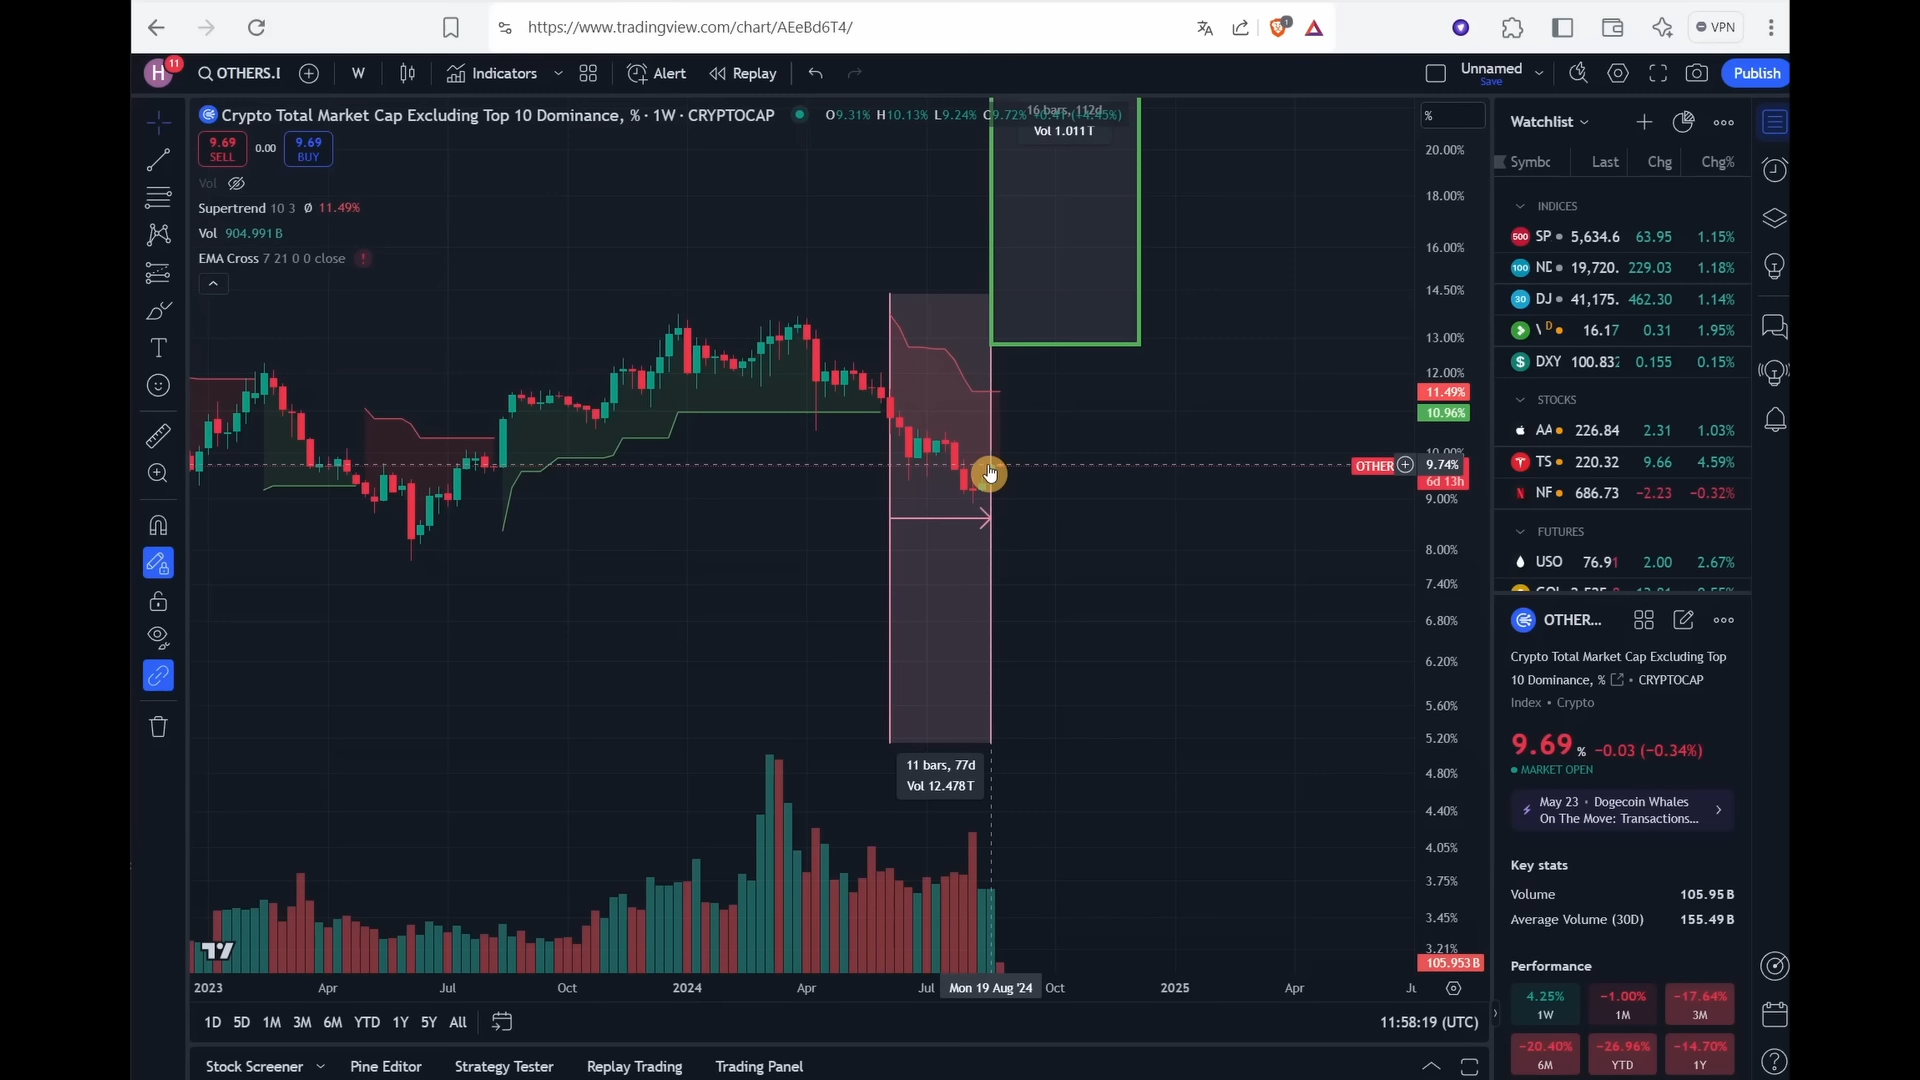 https://www.tradingview.com/chart/AEeBd6T4/
1
VPN
H
11
OTHERS.
W
Indicators
Alert
Replay
Unnamed
Save
Publish
Crypto Total Market Cap Excluding Top 10 Dominance, % · 1W · CRYPTOCAP
O9.31% H10.13% L9.24% C9.72%
16 bars, 112d
Vol 1.011T
9.69
SELL
0.00
9.69
BUY
Vol
Supertrend 10 3 Ø 11.49%
Vol 904.991B
EMA Cross 7 21 0 0 close
%
20.00%
18.00%
16.00%
14.50%
13.00%
12.00%
11.49%
10.96%
10.00%
OTHER
9.74%
6d 13h
9.00%
8.00%
7.40%
6.80%
6.20%
5.60%
5.20%
4.80%
4.40%
4.05%
3.75%
3.45%
3.21%
105.953B
11 bars, 77d
Vol 12.478T
2023
Apr
Jul
Oct
2024
Apr
Jul
Mon 19 Aug '24
Oct
2025
Apr
1D 5D 1M 3M 6M YTD 1Y 5Y All
11:58:19 (UTC)
Stock Screener
Pine Editor
Strategy Tester
Replay Trading
Trading Panel
Watchlist
Symbc Last Chg Chg%
INDICES
500 SP 5,634.6 63.95 1.15%
100 ND 19,720. 229.03 1.18%
30 DJ 41,175. 462.30 1.14%
D 16.17 0.31 1.95%
$ DXY 100.832 0.155 0.15%
STOCKS
AA 226.84 2.31 1.03%
TS 220.32 9.66 4.59%
NF 686.73 −2.23 −0.32%
FUTURES
USO 76.91 2.00 2.67%
OTHER...
Crypto Total Market Cap Excluding Top
10 Dominance, % • CRYPTOCAP
Index • Crypto
9.69 % −0.03 (−0.34%)
MARKET OPEN
May 23 • Dogecoin Whales
On The Move: Transactions...
Key stats
Volume 105.95B
Average Volume (30D) 155.49B
Performance
4.25%
1W
−1.00%
1M
−17.64%
3M
−20.40%
6M
−26.96%
YTD
−14.70%
1Y